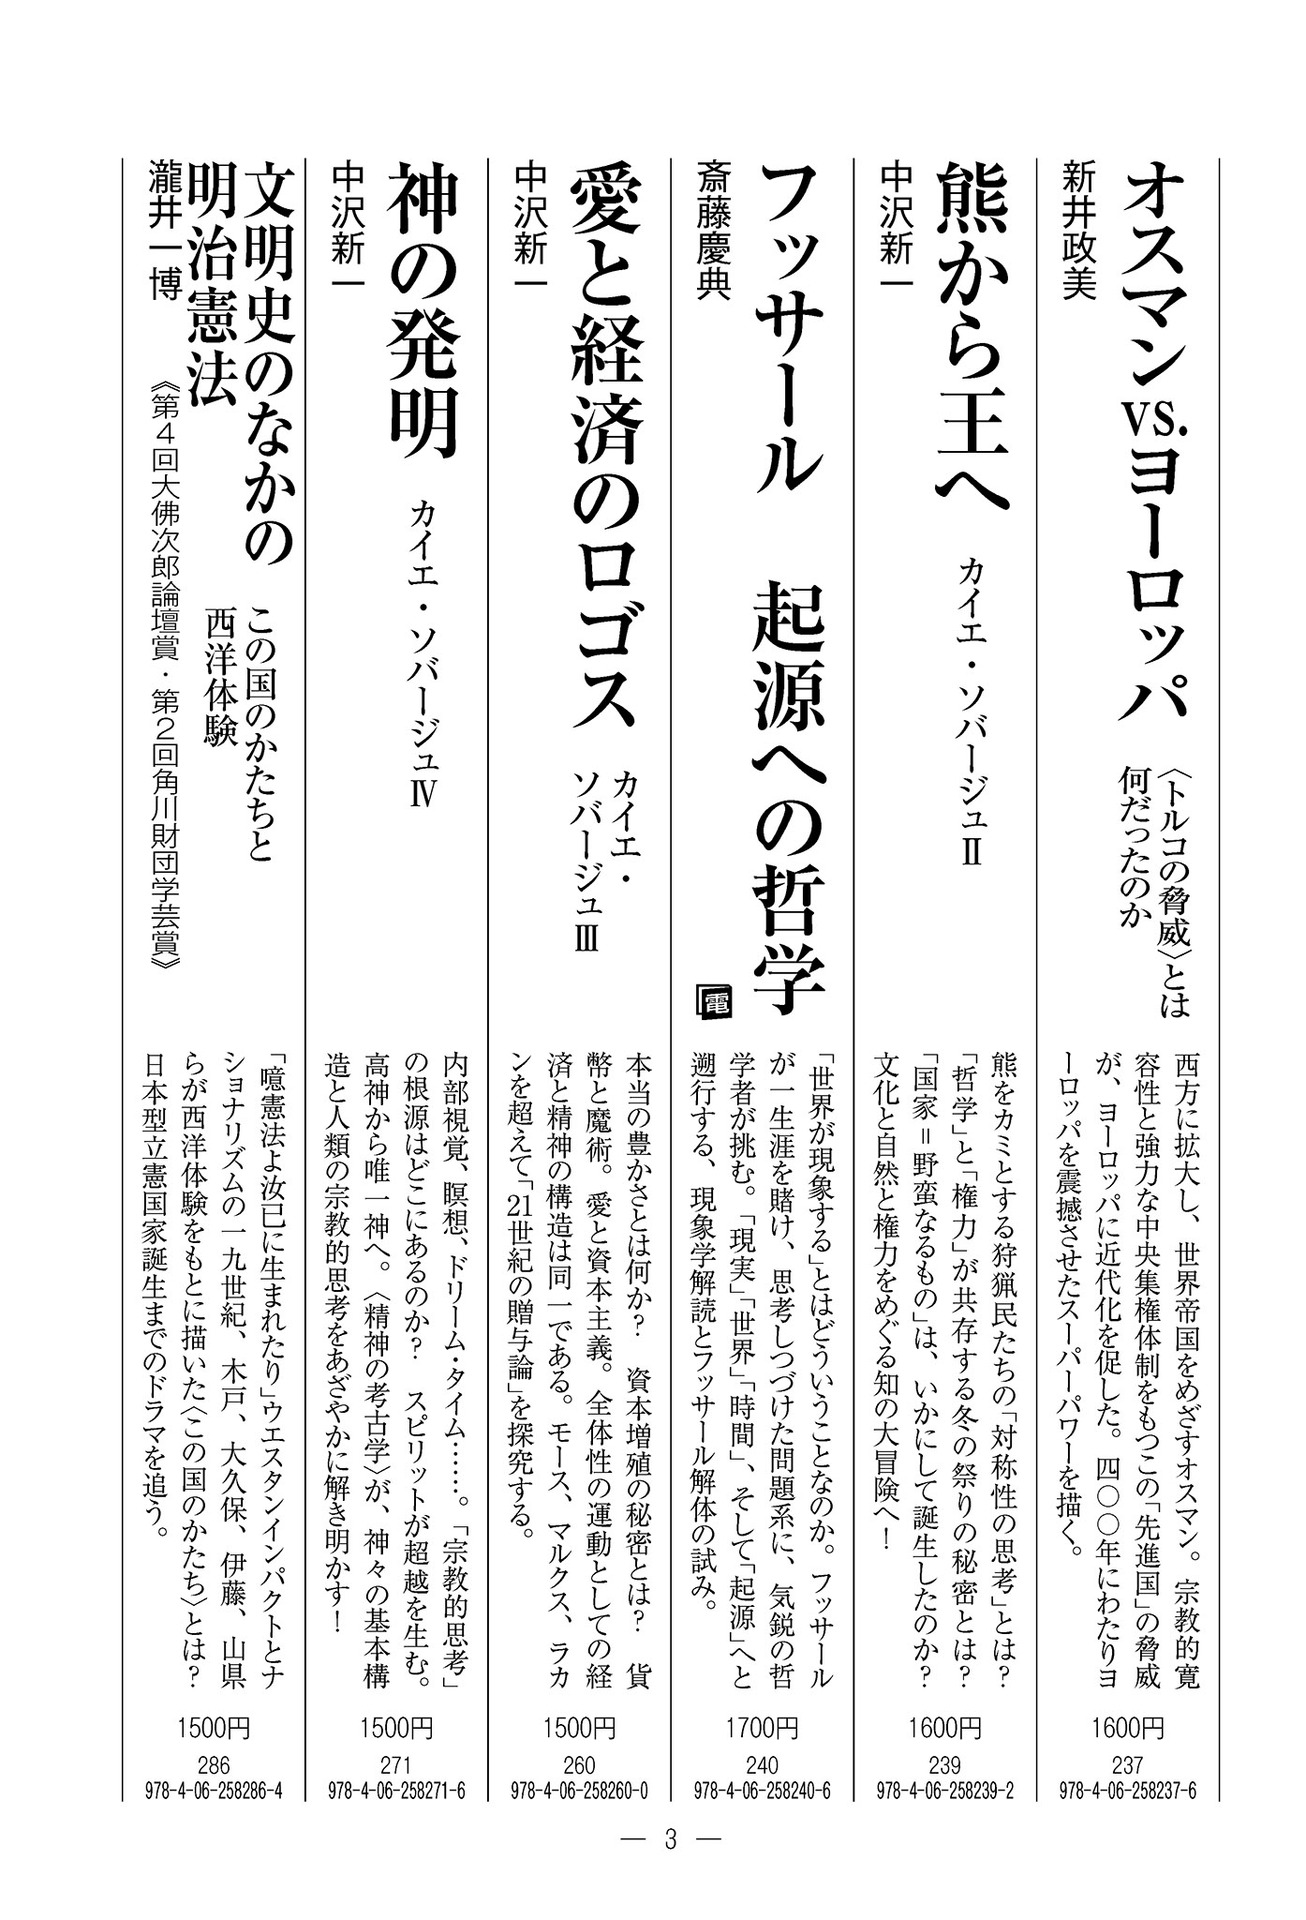 オスマンvs.ヨーロッパ
〈トルコの脅威〉とは
何だったのか
新井政美
西方に拡大し、世界帝国をめざすオスマン。宗教的寛
容性と強力な中央集権体制をもつこの「先進国」の脅威
が、ヨーロッパに近代化を促した。四〇〇年にわたりヨ
ーロッパを震撼させたスーパーパワーを描く。
1600円
237
978-4-06-258237-6
熊から王へ
カイエ・ソバージュⅡ
中沢新一
熊をカミとする狩猟民たちの「対称性の思考」とは?
「哲学」と「権力」が共存する冬の祭りの秘密とは?
「国家=野蛮なるもの」は、いかにして誕生したのか?
文化と自然と権力をめぐる知の大冒険へ!
1600円
239
978-4-06-258239-2
フッサール 起源への哲学
斎藤慶典
電
「世界が現象する」とはどういうことなのか。フッサール
が一生涯を賭け、思考しつづけた問題系に、気鋭の哲
学者が挑む。「現実」「世界」「時間」、そして「起源」へと
遡行する、現象学解読とフッサール解体の試み。
1700円
240
978-4-06-258240-6
愛と経済のロゴス
カイエ・
ソバージュⅢ
中沢新一
本当の豊かさとは何か? 資本増殖の秘密とは? 貨
幣と魔術。愛と資本主義。全体性の運動としての経
済と精神の構造は同一である。モース、マルクス、ラカ
ンを超えて「21世紀の贈与論」を探究する。
1500円
260
978-4-06-258260-0
神の発明
カイエ・ソバージュⅣ
中沢新一
内部視覚、瞑想、ドリーム・タイム……。「宗教的思考」
の根源はどこにあるのか? スピリットが超越を生む。
高神から唯一神へ。〈精神の考古学〉が、神々の基本構
造と人類の宗教的思考をあざやかに解き明かす!
1500円
271
978-4-06-258271-6
文明史のなかの
明治憲法
この国のかたちと
西洋体験
瀧井一博
《第4回大佛次郎論壇賞・第2回角川財団学芸賞》
「噫憲法よ汝已に生まれたり」ウエスタンインパクトとナ
ショナリズムの一九世紀、木戸、大久保、伊藤、山県
らが西洋体験をもとに描いた〈この国のかたち〉とは?
日本型立憲国家誕生までのドラマを追う。
1500円
286
978-4-06-258286-4
— 3 —